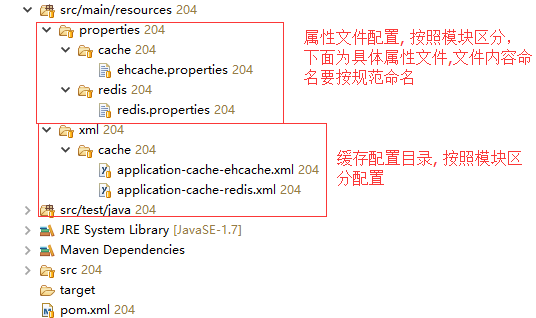 src/main/resources 204
properties 204
cache 204
ehcache.properties 204
redis 204
redis.properties 204
属性文件配置, 按照模块区分,
下面为具体属性文件,文件内容命
名要按规范命名
xml 204
cache 204
application-cache-ehcache.xml 204
application-cache-redis.xml 204
缓存配置目录, 按照模块区
分配置
src/test/java 204
JRE System Library [JavaSE-1.7]
Maven Dependencies
src 204
target
pom.xml 204